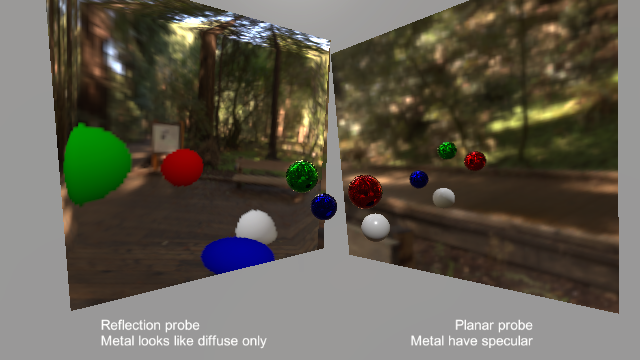 Reflection probe
Metal looks like diffuse only
Planar probe
Metal have specular